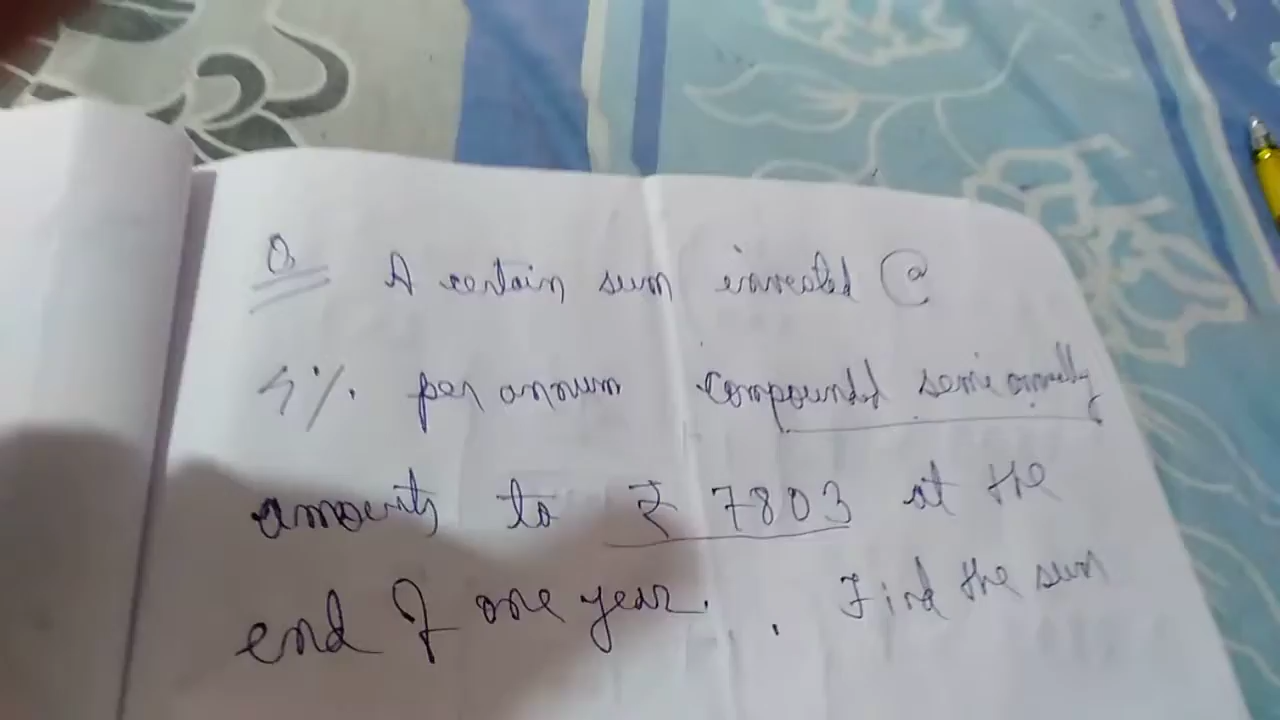 Q A certain sum invested @
4% per annum compounded semi annually
amounts to ₹ 7803 at the
end of one year. . Find the sum